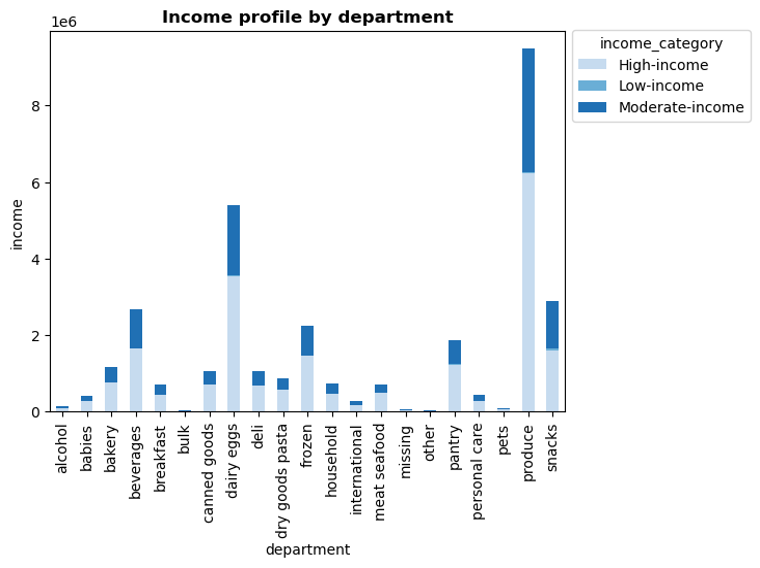 Income profile by department
1e6
income_category
High-income
Low-income
Moderate-income
8
6
4
2
0
income
alcohol
babies
bakery
beverages
breakfast
bulk
canned goods
dairy eggs
deli
dry goods pasta
frozen
household
international
meat seafood
missing
other
pantry
personal care
pets
produce
snacks
department